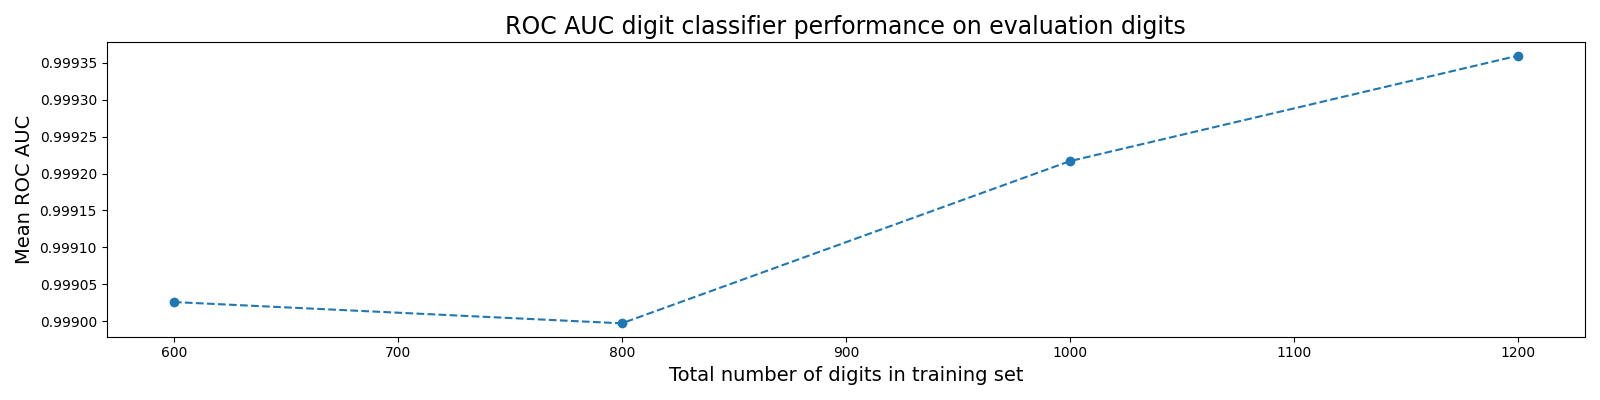 ROC AUC digit classifier performance on evaluation digits
Mean ROC AUC
0.99935
0.99930
0.99925
0.99920
0.99915
0.99910
0.99905
0.99900
600 700 800 900 1000 1100 1200
Total number of digits in training set